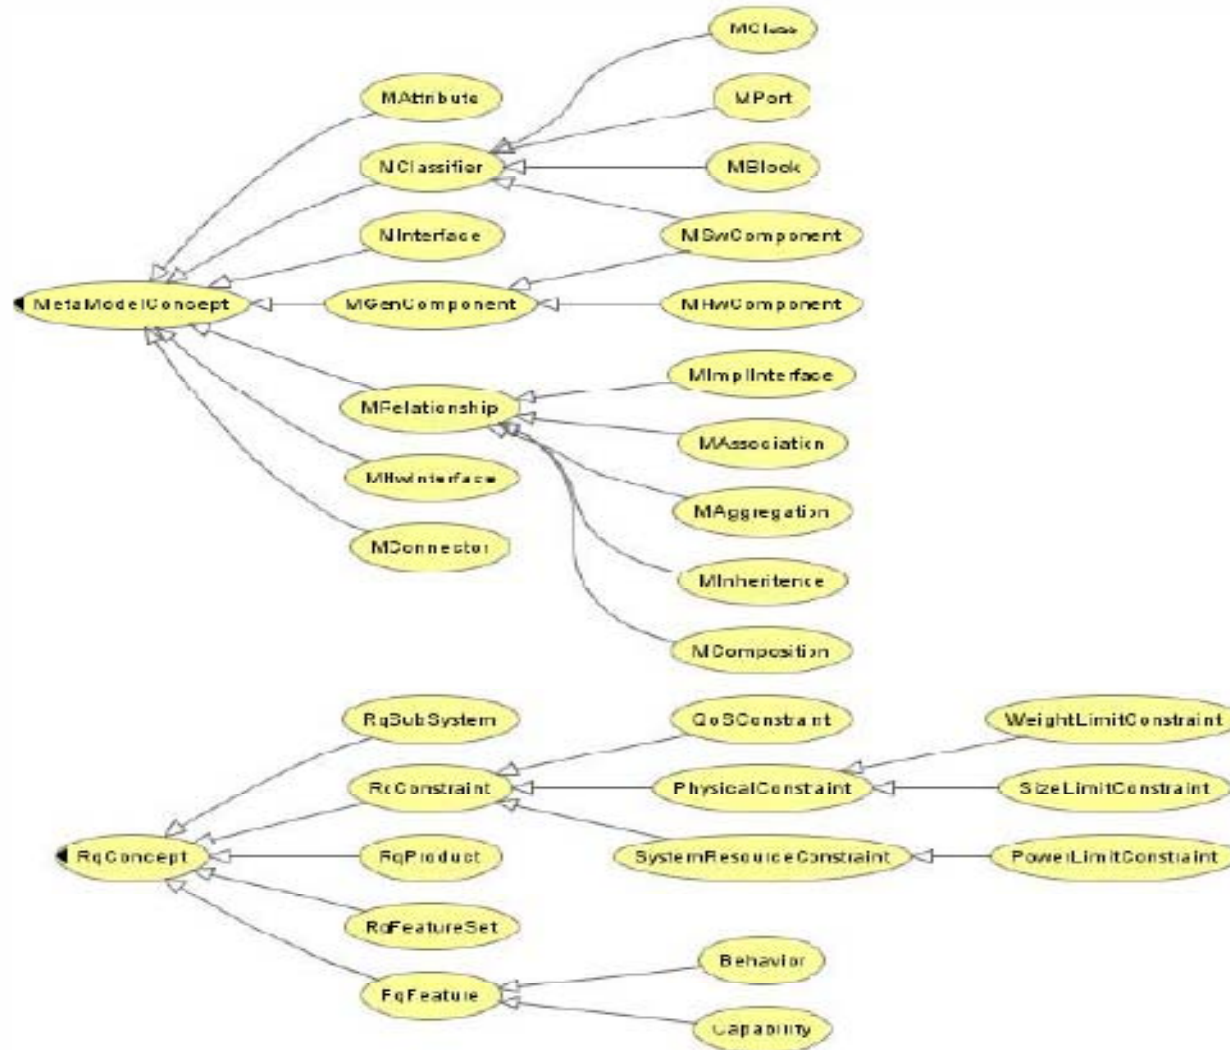 MClass
MAttribute
MPort
MClassifier
MBlock
MInterface
MSwComponent
MetaModelConcept
MGenComponent
MHwComponent
MImplInterface
MRelationship
MAssociation
MHwInterface
MAggregation
MConnector
MInheritence
MComposition
RqSubSystem
QoSConstraint
WeightLimitConstraint
RqConstraint
PhysicalConstaint
SizeLimitConstraint
RqConcept
RqProduct
SystemResourceConstraint
PowerLimitConstraint
RqFeatureSet
Behavior
RqFeature
Capability